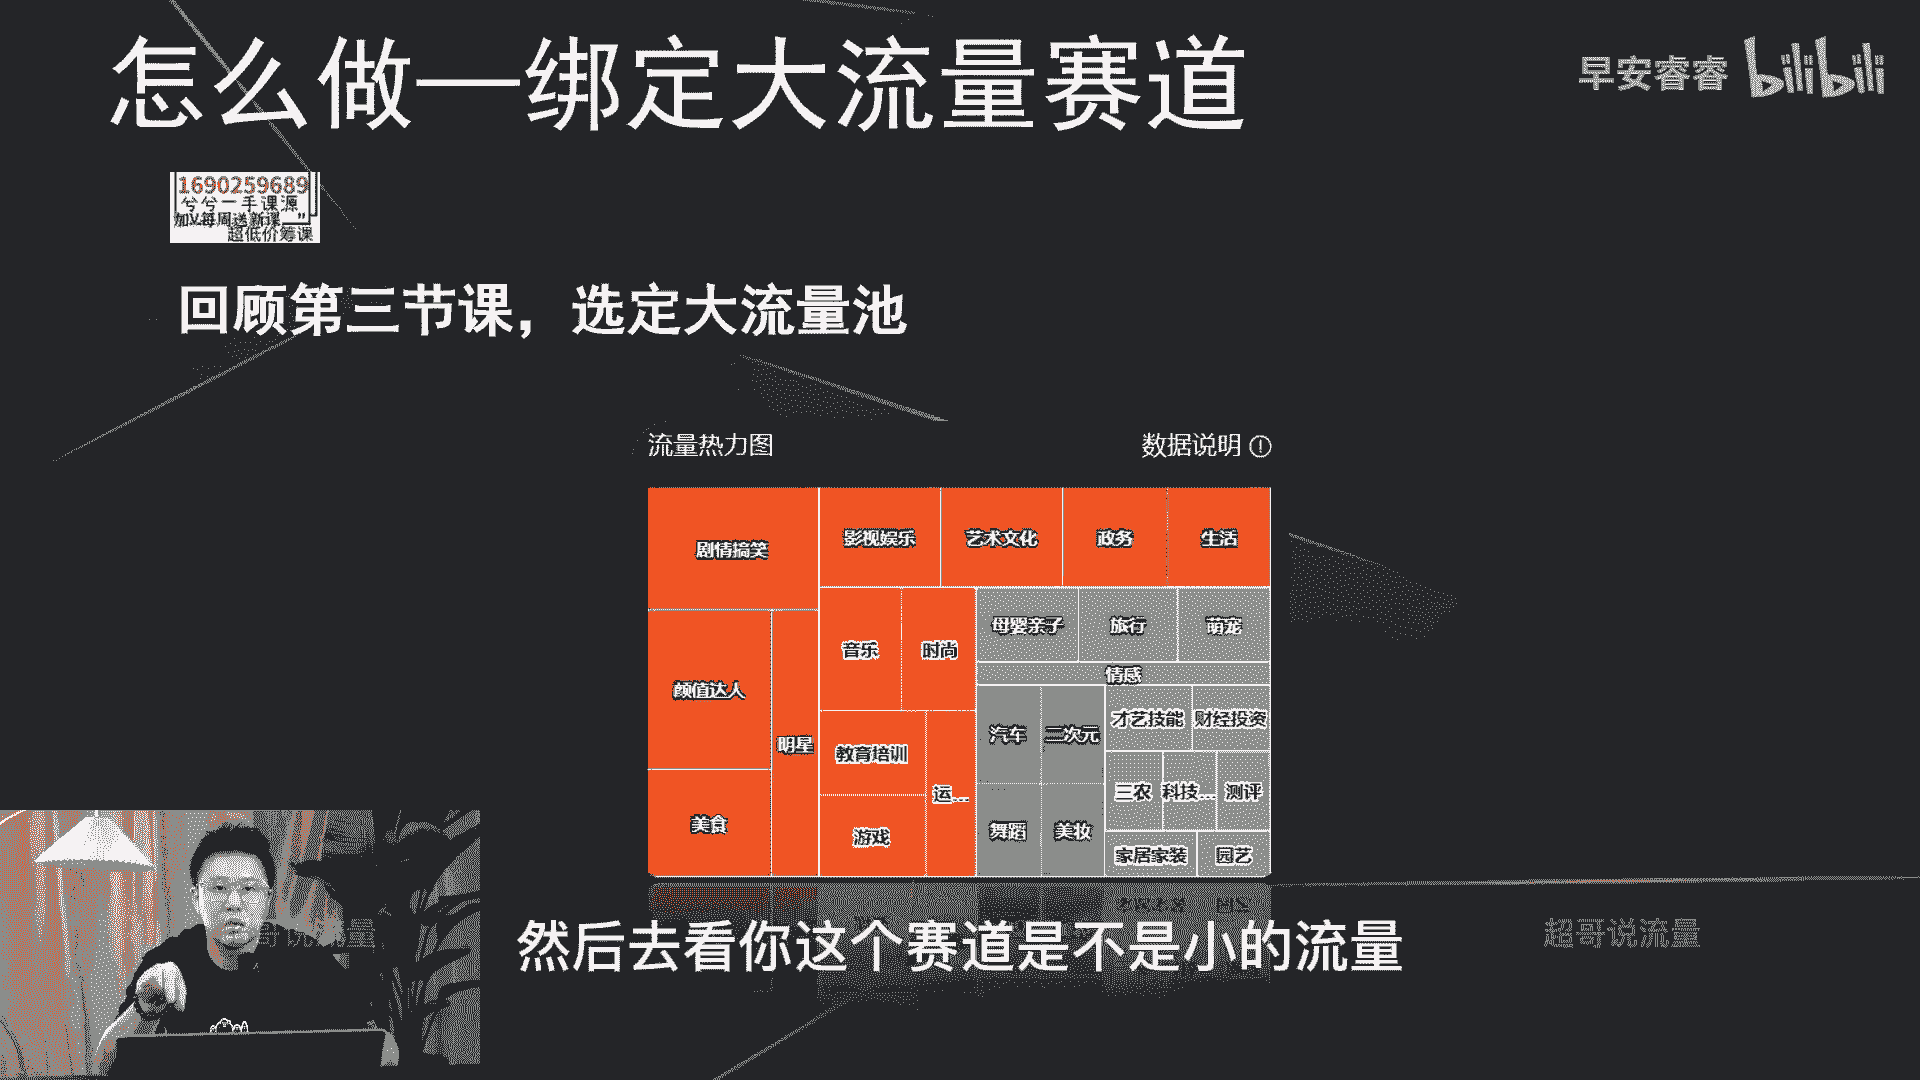 怎么做一绑定大流量赛道
早安睿睿 bilibili
1690259689
兮兮一手课源
加V每周送新课
超低价筹课
回顾第三节课，选定大流量池
流量热力图
数据说明
剧情搞笑
影视娱乐
艺术文化
政务
生活
母婴亲子
旅行
萌宠
音乐
时尚
情感
颜值达人
明星
才艺技能
财经投资
汽车
二次元
教育培训
运...
三农
科技...
测评
美食
游戏
舞蹈
美妆
家居家装
园艺
然后去看你这个赛道是不是小的流量
超哥说流量
哥说流量